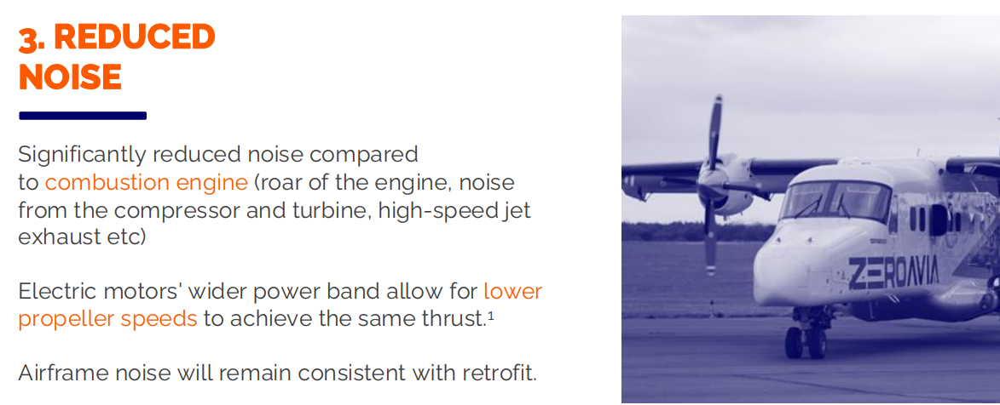 3. REDUCED
NOISE
Significantly reduced noise compared
to combustion engine (roar of the engine, noise
from the compressor and turbine, high-speed jet
exhaust etc)
Electric motors' wider power band allow for lower
propeller speeds to achieve the same thrust.¹
Airframe noise will remain consistent with retrofit.
ZEROAVIA